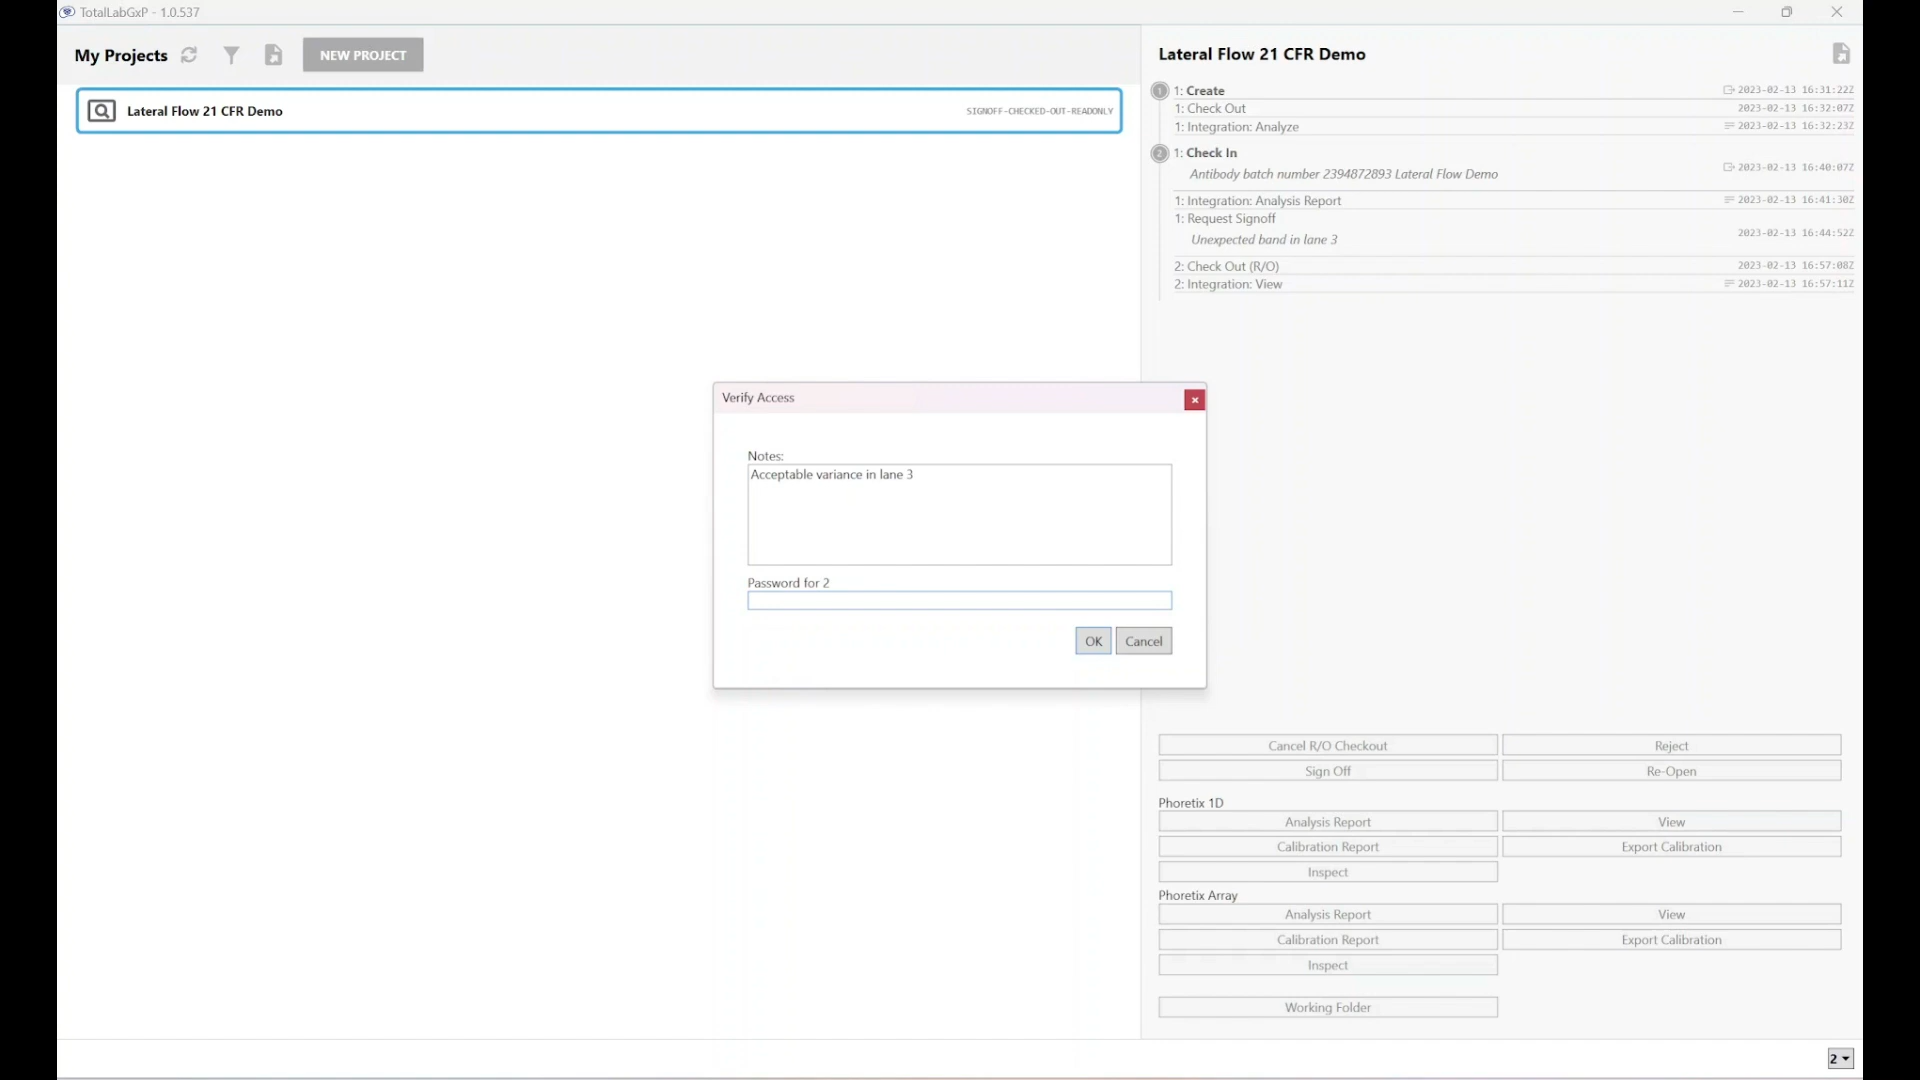 TotalLabGxP - 1.0.537
My Projects
NEW PROJECT
Lateral Flow 21 CFR Demo
SIGNOFF-CHECKED-OUT-READONLY
Lateral Flow 21 CFR Demo
1 1: Create 2023-02-13 16:31:22Z
1: Check Out 2023-02-13 16:32:07Z
1: Integration: Analyze 2023-02-13 16:32:23Z
2 1: Check In
Antibody batch number 2394872893 Lateral Flow Demo 2023-02-13 16:40:07Z
1: Integration: Analysis Report 2023-02-13 16:41:30Z
1: Request Signoff
Unexpected band in lane 3 2023-02-13 16:44:52Z
2: Check Out (R/O) 2023-02-13 16:57:08Z
2: Integration: View 2023-02-13 16:57:11Z
Verify Access
Notes:
Acceptable variance in lane 3
Password for 2
OK Cancel
Cancel R/O Checkout Reject
Sign Off Re-Open
Phoretix 1D
Analysis Report View
Calibration Report Export Calibration
Inspect
Phoretix Array
Analysis Report View
Calibration Report Export Calibration
Inspect
Working Folder
2